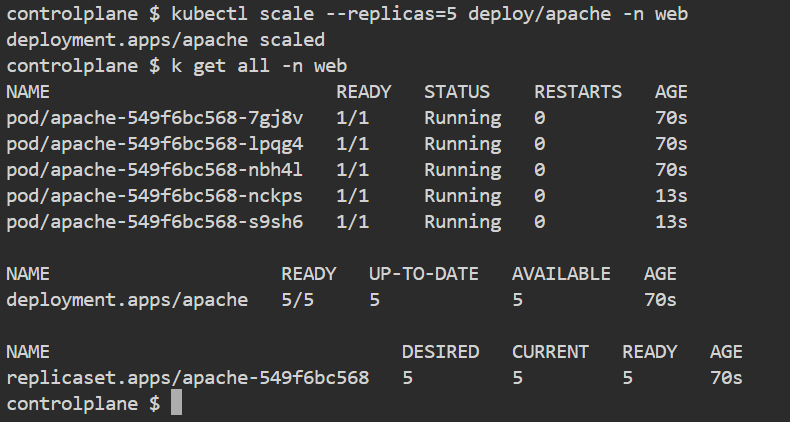 controlplane $ kubectl scale --replicas=5 deploy/apache -n web
deployment.apps/apache scaled
controlplane $ k get all -n web
NAME                          READY   STATUS    RESTARTS   AGE
pod/apache-549f6bc568-7gj8v   1/1     Running   0          70s
pod/apache-549f6bc568-lpqg4   1/1     Running   0          70s
pod/apache-549f6bc568-nbh4l   1/1     Running   0          70s
pod/apache-549f6bc568-nckps   1/1     Running   0          13s
pod/apache-549f6bc568-s9sh6   1/1     Running   0          13s

NAME                     READY   UP-TO-DATE   AVAILABLE   AGE
deployment.apps/apache   5/5     5            5           70s

NAME                                DESIRED   CURRENT   READY   AGE
replicaset.apps/apache-549f6bc568   5         5         5       70s
controlplane $